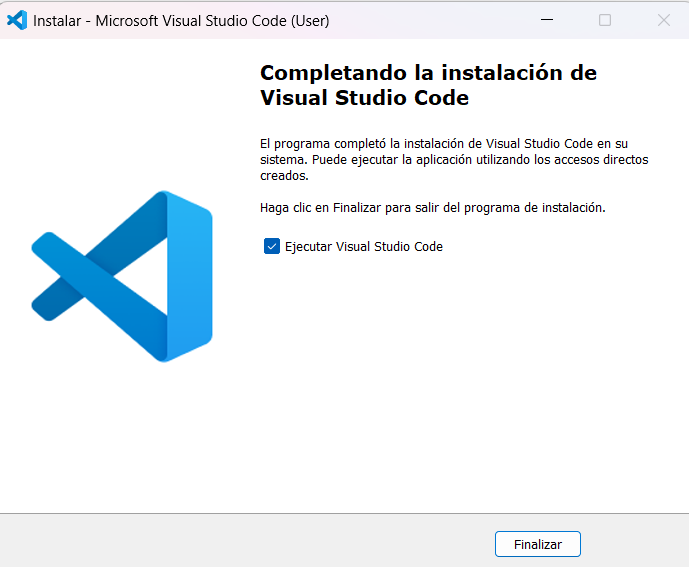 Instalar - Microsoft Visual Studio Code (User)
Completando la instalación de
Visual Studio Code
El programa completó la instalación de Visual Studio Code en su
sistema. Puede ejecutar la aplicación utilizando los accesos directos
creados.
Haga clic en Finalizar para salir del programa de instalación.
Ejecutar Visual Studio Code
Finalizar